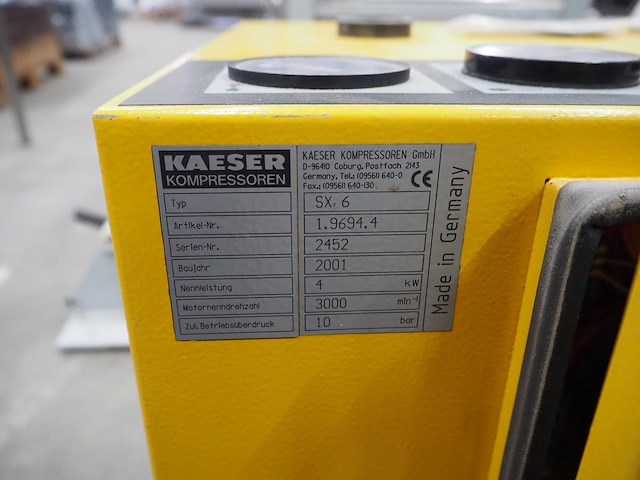 KAESER
KOMPRESSOREN
KAESER KOMPRESSOREN GmbH
D-96410 Coburg, Postfach 2143
Germany, Tel.: (09561) 640-0
Fax.: (09561) 640-130
CE
Typ SX 6
Artikel-Nr. 1.9694.4
Serien-Nr. 2452
Baujahr 2001
Nennleistung 4 kW
Motornenndrehzahl 3000 min⁻¹
Zul. Betriebsüberdruck 10 bar
Made in Germany